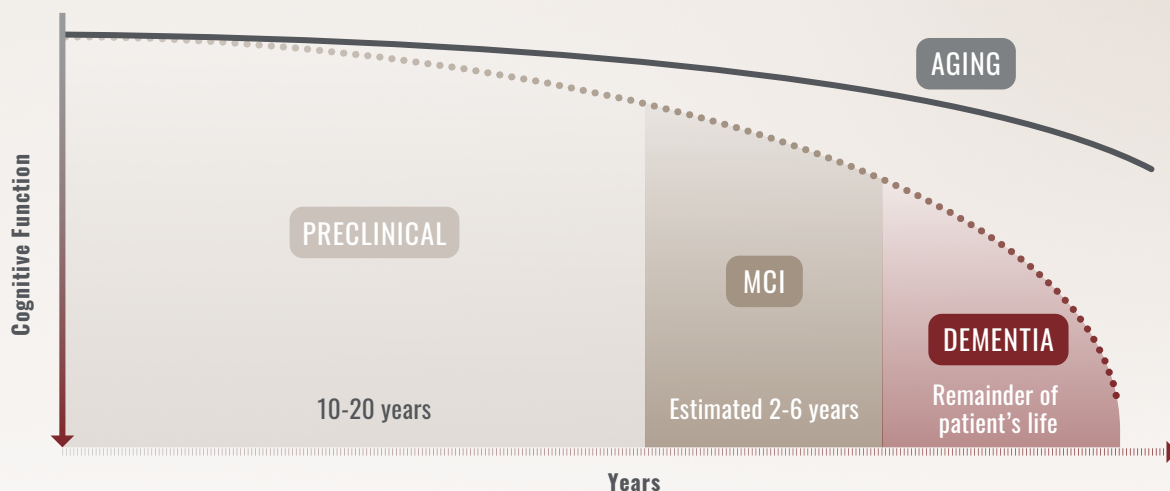 AGING
Cognitive Function
PRECLINICAL
MCI
DEMENTIA
10-20 years
Estimated 2-6 years
Remainder of
patient’s life
Years